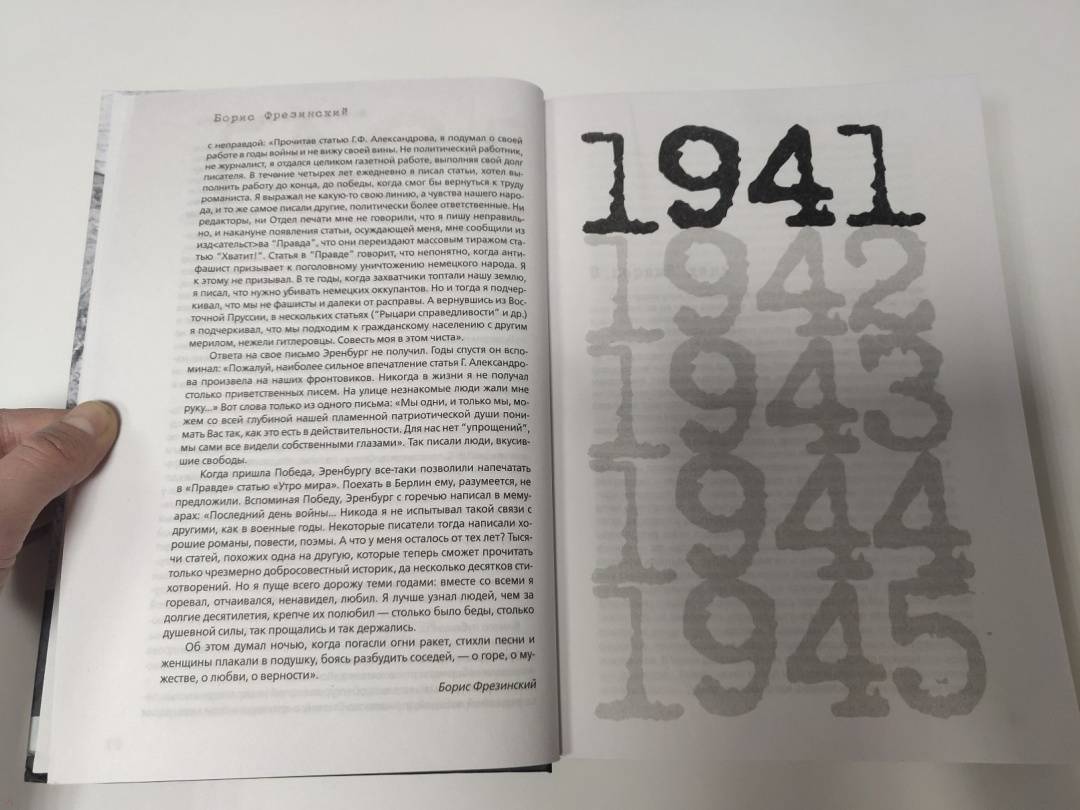 Борис Фрезинский
с неправдой: «Прочитав статью Г.Ф. Александрова, я подумал о своей
работе в годы войны и не вижу своей вины. Не политический работник,
не журналист, я отдался целиком газетной работе, выполняя свой долг
писателя. В течение четырех лет ежедневно я писал статьи, хотел вы-
полнить работу до конца, до победы, когда смог бы вернуться к труду
романиста. Я выражал не какую-то свою линию, а чувства нашего наро-
да, и то же самое писали другие, политически более ответственные. Ни
редакторы, ни Отдел печати мне не говорили, что я пишу неправиль-
но, и накануне появления статьи, осуждающей меня, мне сообщили из
изд<ательст>ва "Правда", что они переиздают массовым тиражом ста-
тью "Хватит!". Статья в "Правде" говорит, что непонятно, когда анти-
фашист призывает к поголовному уничтожению немецкого народа. Я
к этому не призывал. В те годы, когда захватчики топтали нашу землю,
я писал, что нужно убивать немецких оккупантов. Но и тогда я подчер-
кивал, что мы не фашисты и далеки от расправы. А вернувшись из Вос-
точной Пруссии, в нескольких статьях ("Рыцари справедливости" и др.)
я подчеркивал, что мы подходим к гражданскому населению с другим
мерилом, нежели гитлеровцы. Совесть моя в этом чиста».
Ответа на свое письмо Эренбург не получил. Годы спустя он вспо-
минал: «Пожалуй, наиболее сильное впечатление статья Г. Александро-
ва произвела на наших фронтовиков. Никогда в жизни я не получал
столько приветственных писем. На улице незнакомые люди жали мне
руку...» Вот слова только из одного письма: «Мы одни, и только мы, мо-
жем со всей глубиной нашей пламенной патриотической души пони-
мать Вас так, как это есть в действительности. Для нас нет "упрощений",
мы сами все видели собственными глазами». Так писали люди, вкусив-
шие свободы.
Когда пришла Победа, Эренбургу все-таки позволили напечатать
в «Правде» статью «Утро мира». Поехать в Берлин ему, разумеется, не
предложили. Вспоминая Победу, Эренбург с горечью написал в мему-
арах: «Последний день войны... Никода я не испытывал такой связи с
другими, как в военные годы. Некоторые писатели тогда написали хо-
рошие романы, повести, поэмы. А что у меня осталось от тех лет? Тыся-
чи статей, похожих одна на другую, которые теперь сможет прочитать
только чрезмерно добросовестный историк, да несколько десятков сти-
хотворений. Но я пуще всего дорожу теми годами: вместе со всеми я
горевал, отчаивался, ненавидел, любил. Я лучше узнал людей, чем за
долгие десятилетия, крепче их полюбил — столько было беды, столько
душевной силы, так прощались и так держались.
Об этом думал ночью, когда погасли огни ракет, стихли песни и
женщины плакали в подушку, боясь разбудить соседей, — о горе, о му-
жестве, о любви, о верности».
Борис Фрезинский
1941
1942
1943
1944
1945